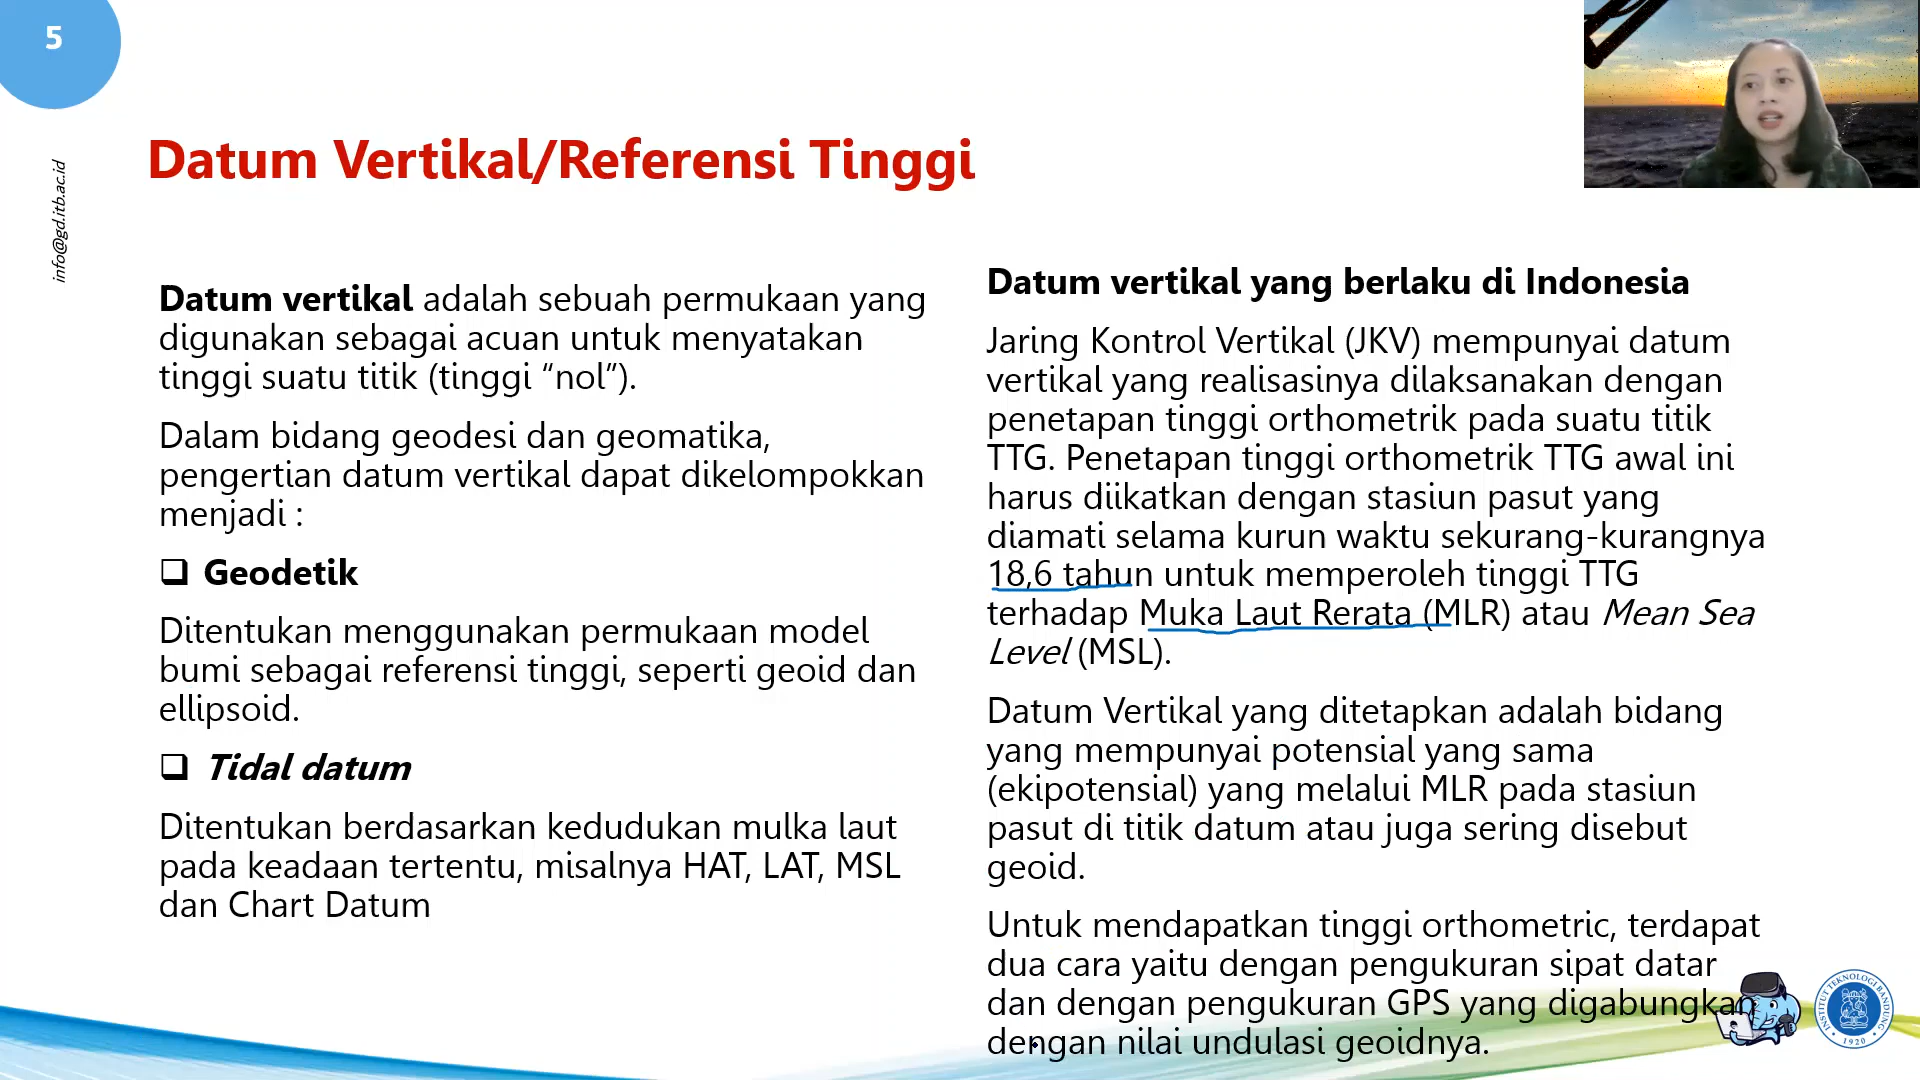 5
info@gd.itb.ac.id
Datum Vertikal/Referensi Tinggi
Datum vertikal adalah sebuah permukaan yang
digunakan sebagai acuan untuk menyatakan
tinggi suatu titik (tinggi “nol”).
Dalam bidang geodesi dan geomatika,
pengertian datum vertikal dapat dikelompokkan
menjadi :
❑ Geodetik
Ditentukan menggunakan permukaan model
bumi sebagai referensi tinggi, seperti geoid dan
ellipsoid.
❑ Tidal datum
Ditentukan berdasarkan kedudukan mulka laut
pada keadaan tertentu, misalnya HAT, LAT, MSL
dan Chart Datum
Datum vertikal yang berlaku di Indonesia
Jaring Kontrol Vertikal (JKV) mempunyai datum
vertikal yang realisasinya dilaksanakan dengan
penetapan tinggi orthometrik pada suatu titik
TTG. Penetapan tinggi orthometrik TTG awal ini
harus diikatkan dengan stasiun pasut yang
diamati selama kurun waktu sekurang-kurangnya
18,6 tahun untuk memperoleh tinggi TTG
terhadap Muka Laut Rerata (MLR) atau Mean Sea
Level (MSL).
Datum Vertikal yang ditetapkan adalah bidang
yang mempunyai potensial yang sama
(ekipotensial) yang melalui MLR pada stasiun
pasut di titik datum atau juga sering disebut
geoid.
Untuk mendapatkan tinggi orthometric, terdapat
dua cara yaitu dengan pengukuran sipat datar
dan dengan pengukuran GPS yang digabungkan
dengan nilai undulasi geoidnya.
INSTITUT TEKNOLOGI BANDUNG
1920